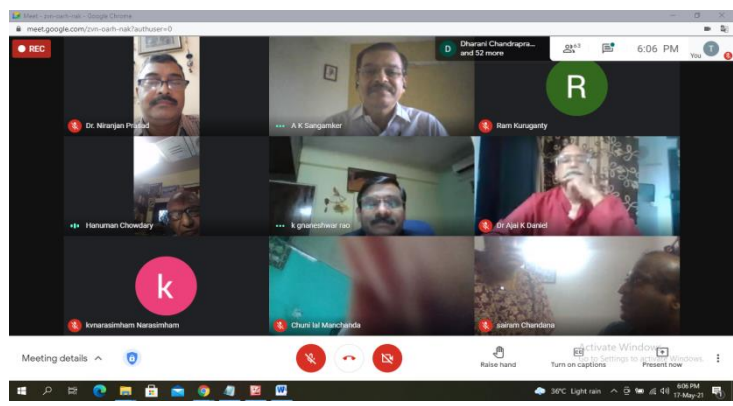 Meet - zvn-oarh-nak - Google Chrome
meet.google.com/zvn-oarh-nak?authuser=0
REC
D
Dharani Chandrapra...
and 52 more
63
6:06 PM
You
T
Dr. Niranjan Prasad
A K Sangamker
R
Ram Kuruganty
Hanuman Chowdary
k gnaneshwar rao
Dr Ajai K Daniel
k
kvnarasimham Narasimham
Chuni lal Manchanda
sairam Chandana
Meeting details
Raise hand
Turn on captions
Present now
Activate Windows
Go to Settings to activate Windows.
36°C Light rain
6:06 PM
17-May-21